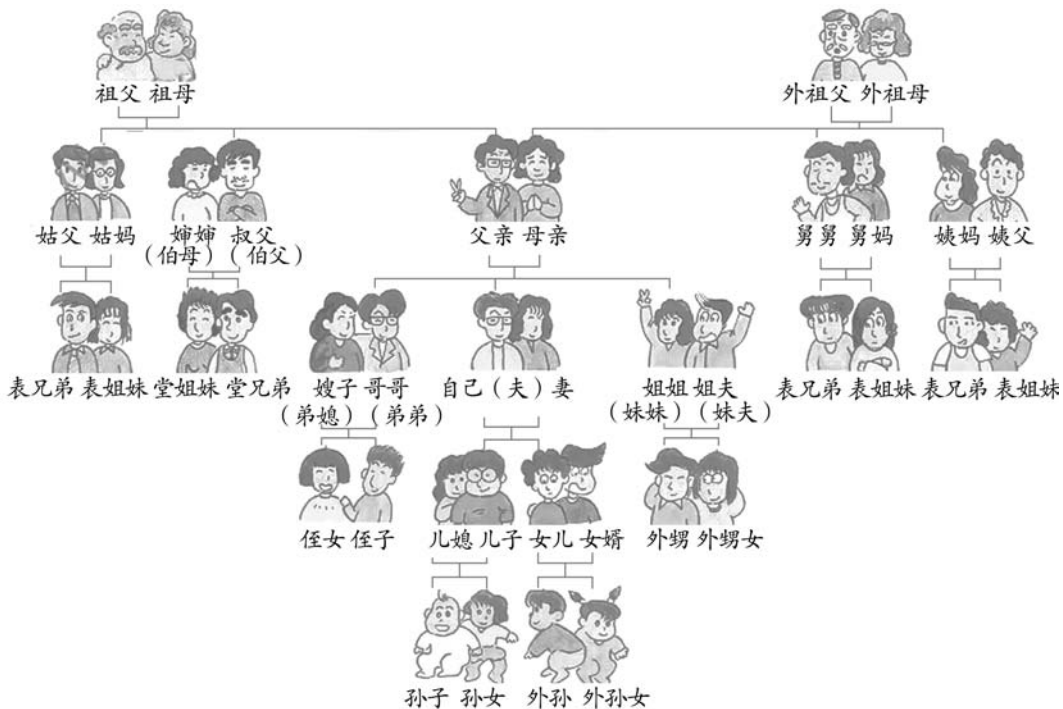 祖父 祖母
外祖父 外祖母
姑父 姑妈
婶婶 叔父
（伯母）（伯父）
父亲 母亲
舅舅 舅妈
姨妈 姨父
表兄弟 表姐妹
堂姐妹 堂兄弟
嫂子 哥哥
（弟媳）（弟弟）
自己（夫）妻
姐姐 姐夫
（妹妹）（妹夫）
表兄弟 表姐妹
表兄弟 表姐妹
侄女 侄子
儿媳 儿子
女儿 女婿
外甥 外甥女
孙子 孙女
外孙 外孙女